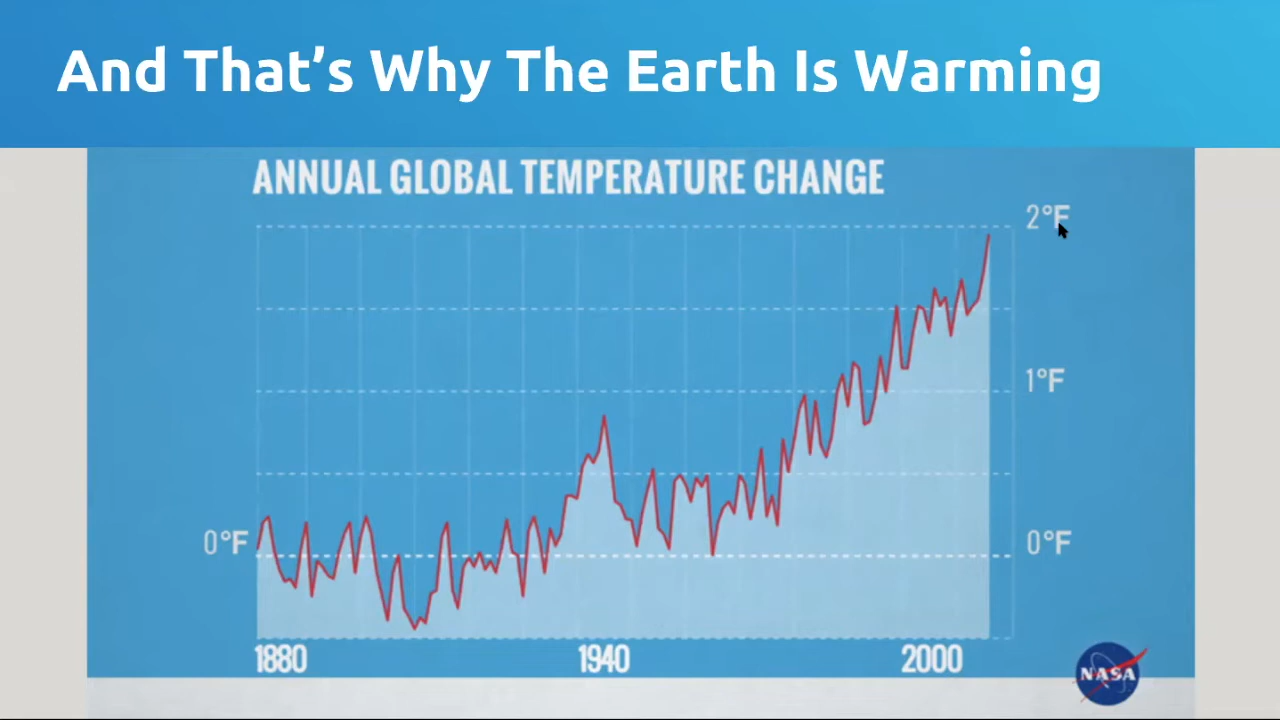 And That’s Why The Earth Is Warming
ANNUAL GLOBAL TEMPERATURE CHANGE
2°F
1°F
0°F
0°F
1880 1940 2000
NASA